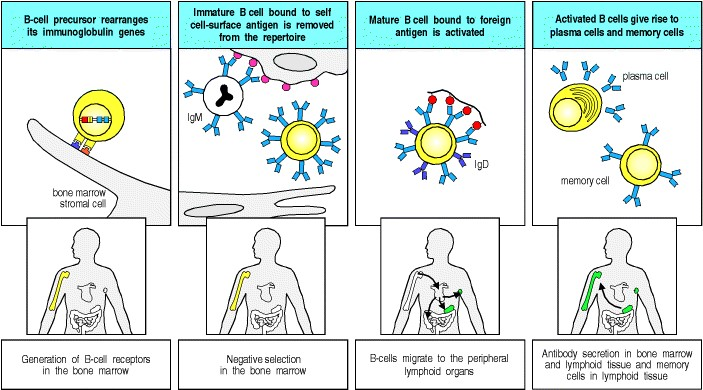 B-cell precursor rearranges
its immunoglobulin genes
Immature B cell bound to self
cell-surface antigen is removed
from the repertoire
Mature B cell bound to foreign
antigen is activated
Activated B cells give rise to
plasma cells and memory cells
bone marrow
stromal cell
IgM
IgD
plasma cell
memory cell
Generation of B-cell receptors
in the bone marrow
Negative selection
in the bone marrow
B-cells migrate to the peripheral
lymphoid organs
Antibody secretion in bone marrow
and lymphoid tissue and memory
cells in lymphoid tissue